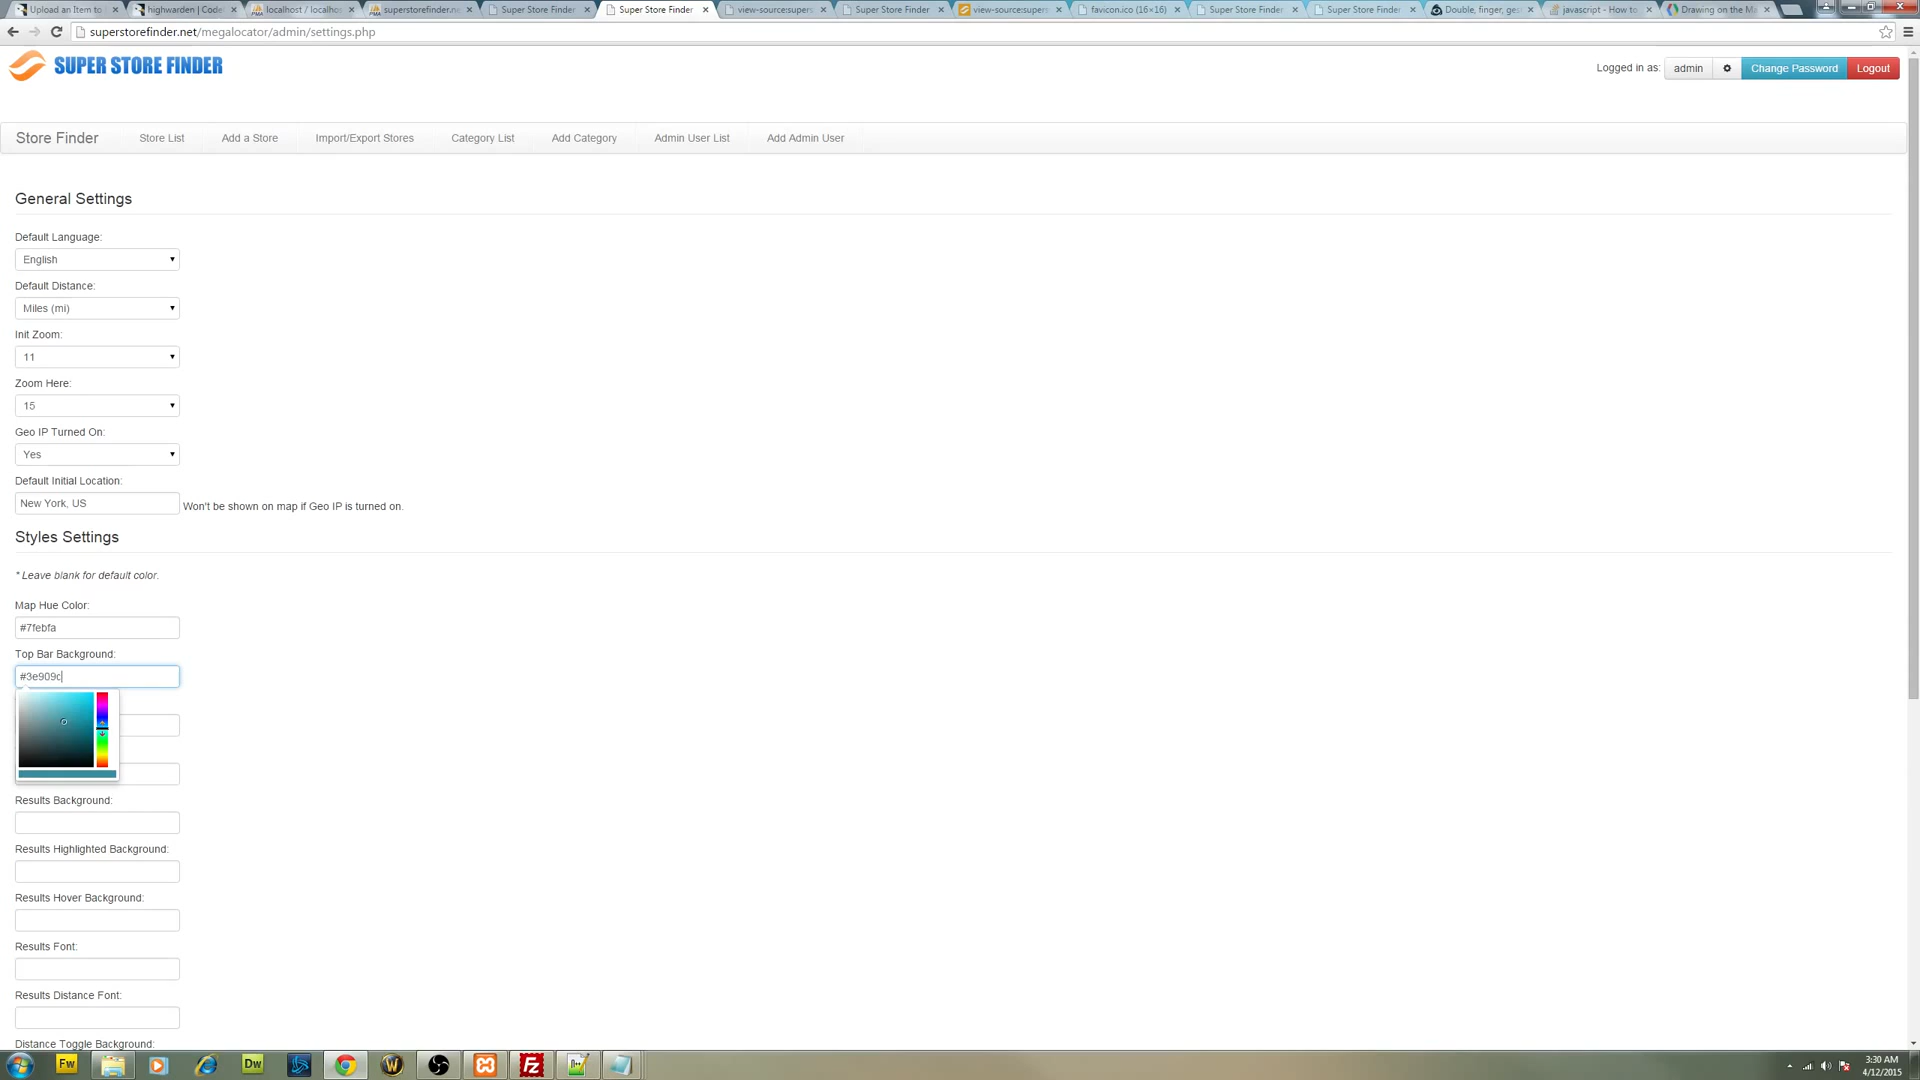 Upload an Item to
highwarden | Code
localhost / localho
superstorefinder.ne
Super Store Finder
Super Store Finder
view-source:supers
Super Store Finder
view-source:supers
favicon.ico (16×16)
Super Store Finder
Super Store Finder
Double, finger, ges
javascript - How to
Drawing on the Ma
superstorefinder.net/megalocator/admin/settings.php
SUPER STORE FINDER
Logged in as: admin Change Password Logout
Store Finder Store List Add a Store Import/Export Stores Category List Add Category Admin User List Add Admin User
General Settings
Default Language:
English
Default Distance:
Miles (mi)
Init Zoom:
11
Zoom Here:
15
Geo IP Turned On:
Yes
Default Initial Location:
New York, US Won't be shown on map if Geo IP is turned on.
Styles Settings
* Leave blank for default color.
Map Hue Color:
#7febfa
Top Bar Background:
#3e909c
Results Background:
Results Highlighted Background:
Results Hover Background:
Results Font:
Results Distance Font:
Distance Toggle Background:
Fw
Dw
W
Fz
3:30 AM
4/12/2015